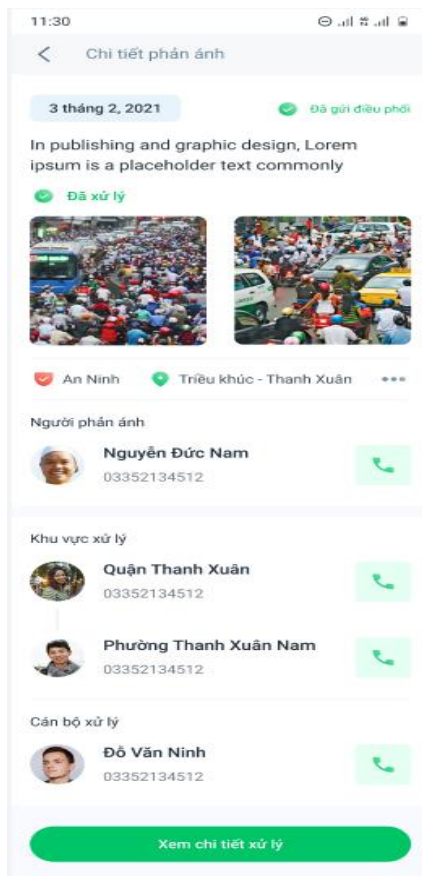 11:30
Chi tiết phản ánh
3 tháng 2, 2021
Đã gửi điều phối
In publishing and graphic design, Lorem
ipsum is a placeholder text commonly
Đã xử lý
An Ninh
Triều khúc - Thanh Xuân
Người phản ánh
Nguyễn Đức Nam
03352134512
Khu vực xử lý
Quận Thanh Xuân
03352134512
Phường Thanh Xuân Nam
03352134512
Cán bộ xử lý
Đỗ Văn Ninh
03352134512
Xem chi tiết xử lý